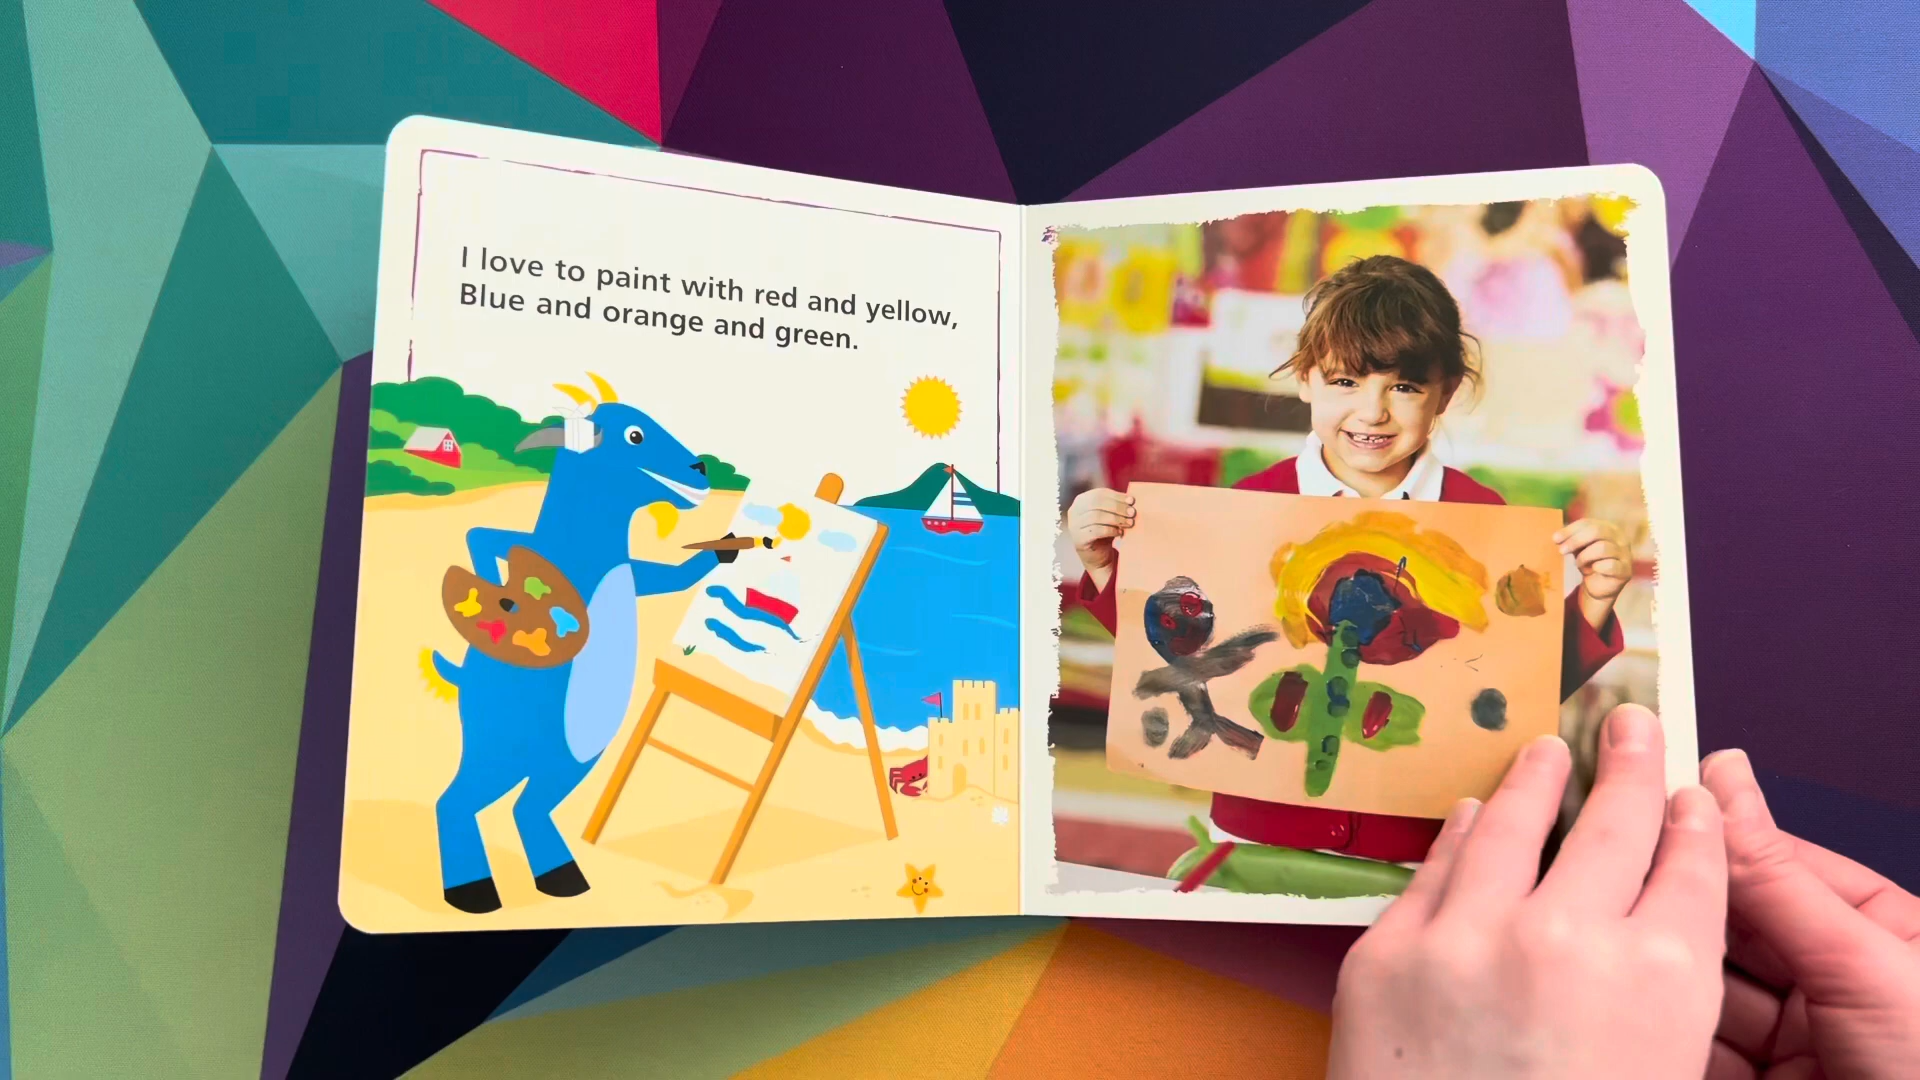 I love to paint with red and yellow,
Blue and orange and green.